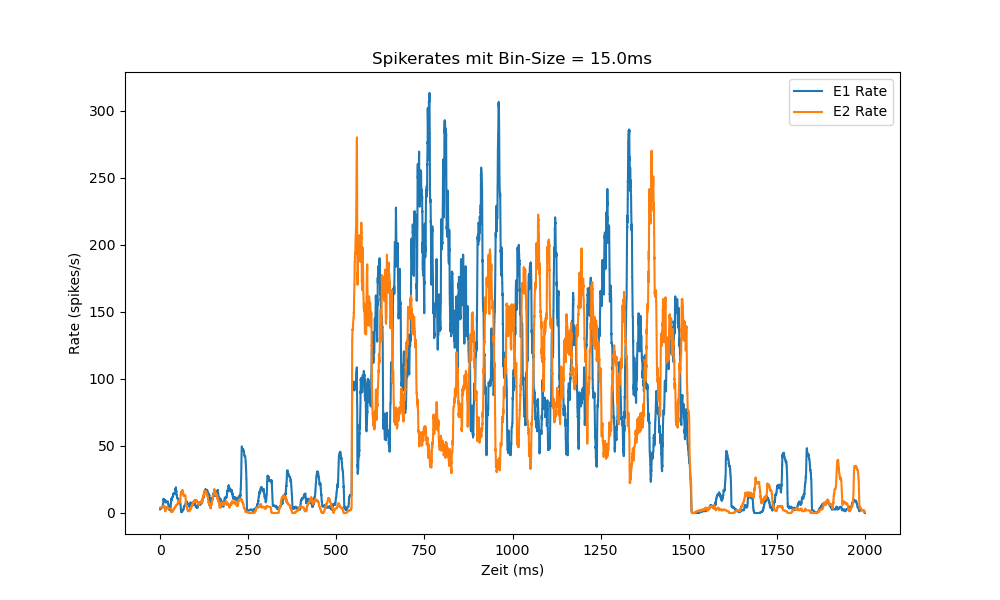 Spikerates mit Bin-Size = 15.0ms
E1 Rate
E2 Rate
300
250
200
150
100
50
0
Rate (spikes/s)
0 250 500 750 1000 1250 1500 1750 2000
Zeit (ms)